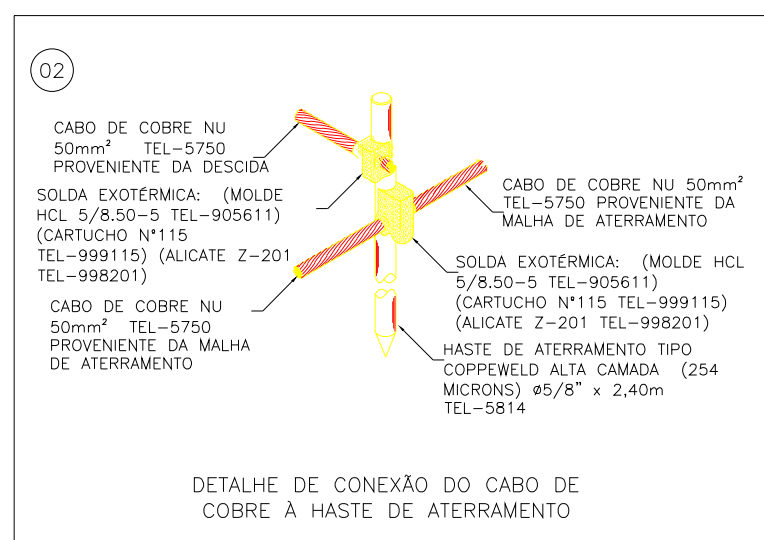 02
CABO DE COBRE NU
50mm² TEL-5750
PROVENIENTE DA DESCIDA
SOLDA EXOTÉRMICA: (MOLDE
HCL 5/8.50-5 TEL-905611)
(CARTUCHO N°115
TEL-999115) (ALICATE Z-201
TEL-998201)
CABO DE COBRE NU
50mm² TEL-5750
PROVENIENTE DA MALHA
DE ATERRAMENTO
CABO DE COBRE NU 50mm²
TEL-5750 PROVENIENTE DA
MALHA DE ATERRAMENTO
SOLDA EXOTÉRMICA: (MOLDE HCL
5/8.50-5 TEL-905611)
(CARTUCHO N°115 TEL-999115)
(ALICATE Z-201 TEL-998201)
HASTE DE ATERRAMENTO TIPO
COPPEWELD ALTA CAMADA (254
MICRONS) ø5/8" x 2,40m
TEL-5814
DETALHE DE CONEXÃO DO CABO DE
COBRE À HASTE DE ATERRAMENTO